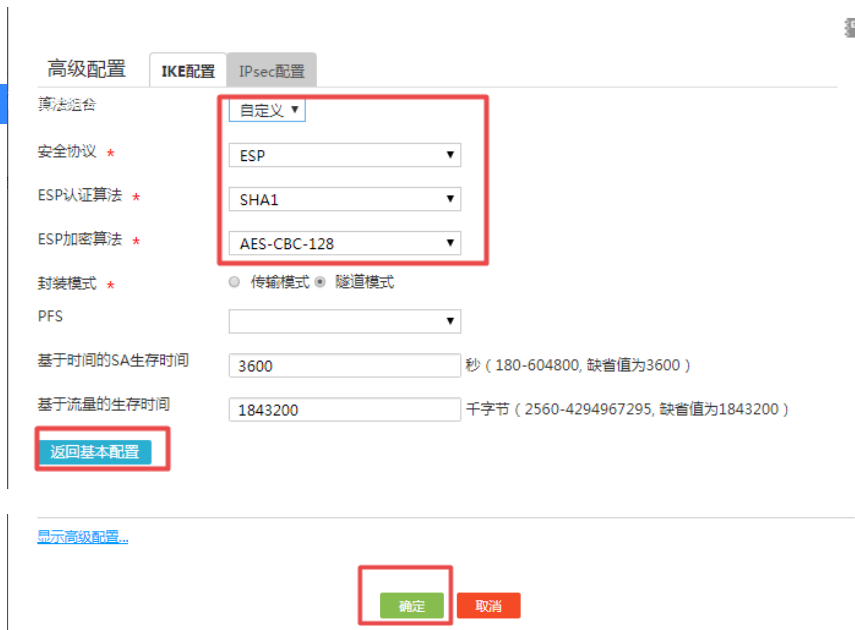 高级配置 IKE配置 IPsec配置
算法组合 自定义
安全协议 * ESP
ESP认证算法 * SHA1
ESP加密算法 * AES-CBC-128
封装模式 * 传输模式 隧道模式
PFS
基于时间的SA生存时间 3600 秒（180-604800, 缺省值为3600）
基于流量的生存时间 1843200 千字节（2560-4294967295, 缺省值为1843200）
返回基本配置
显示高级配置...
确定 取消